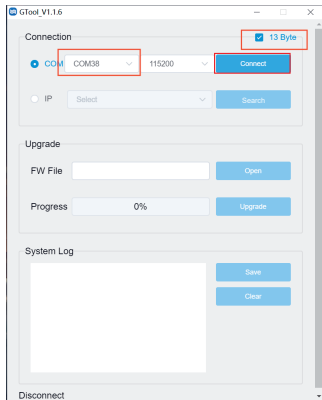 GTool_V1.1.6
Connection
13 Byte
COM COM38 115200 Connect
IP Select Search
Upgrade
FW File Open
Progress 0% Upgrade
System Log
Save
Clear
Disconnect